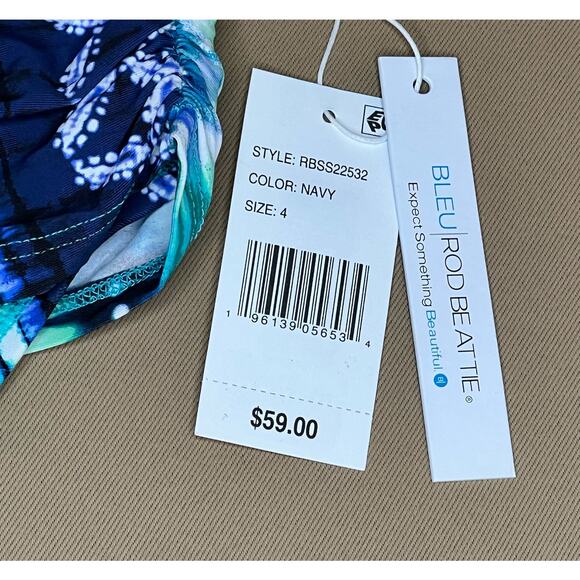 STYLE: RBSS22532
COLOR: NAVY
SIZE: 4
1 96139 05653 4
$59.00
BLEU|ROD BEATTIE®
Expect Something Beautiful